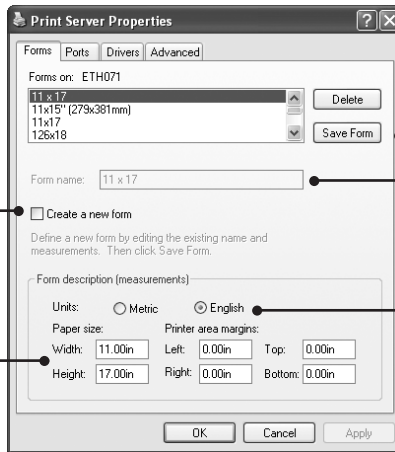 Print Server Properties
Forms Ports Drivers Advanced
Forms on: ETH071
11 x 17
11x15" (279x381mm)
11x17
126x18
Delete
Save Form
Form name: 11 x 17
Create a new form
Define a new form by editing the existing name and
measurements. Then click Save Form.
Form description (measurements)
Units: Metric English
Paper size: Printer area margins:
Width: 11.00in Left: 0.00in Top: 0.00in
Height: 17.00in Right: 0.00in Bottom: 0.00in
OK Cancel Apply